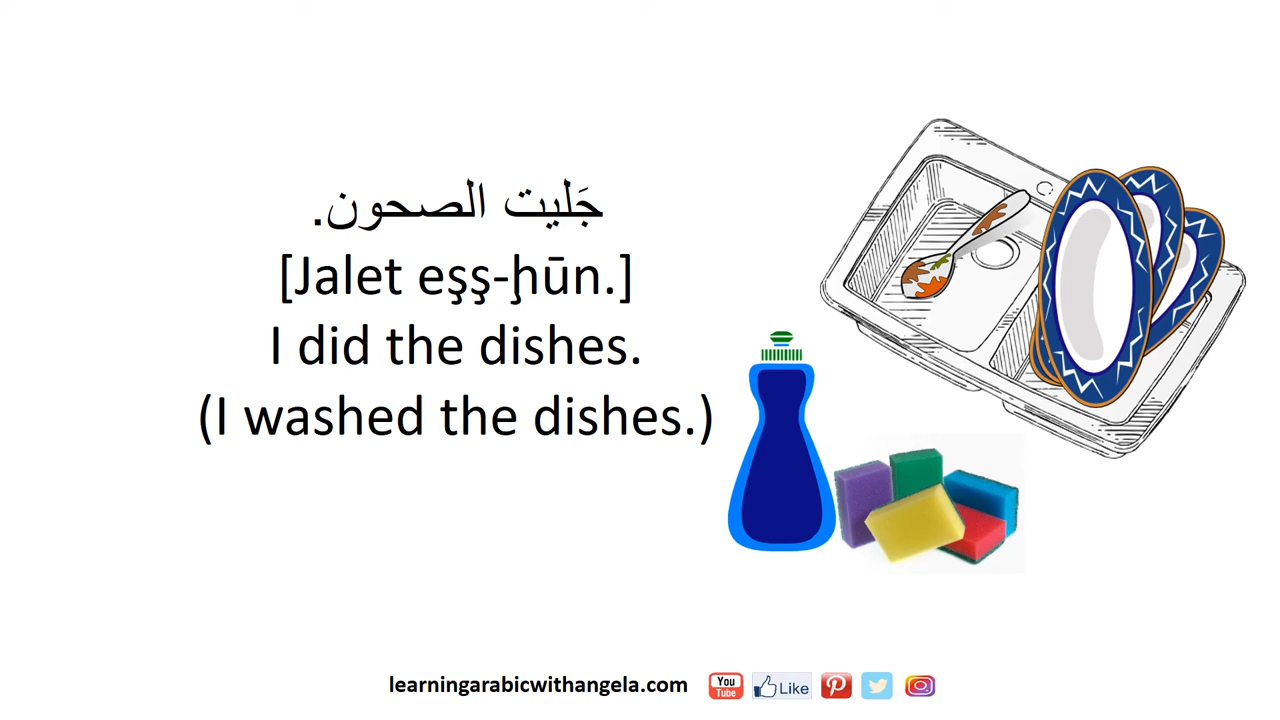 جَليت الصحون.
[Jalet eşş-ḩūn.]
I did the dishes.
(I washed the dishes.)
learningarabicwithangela.com You Tube Like